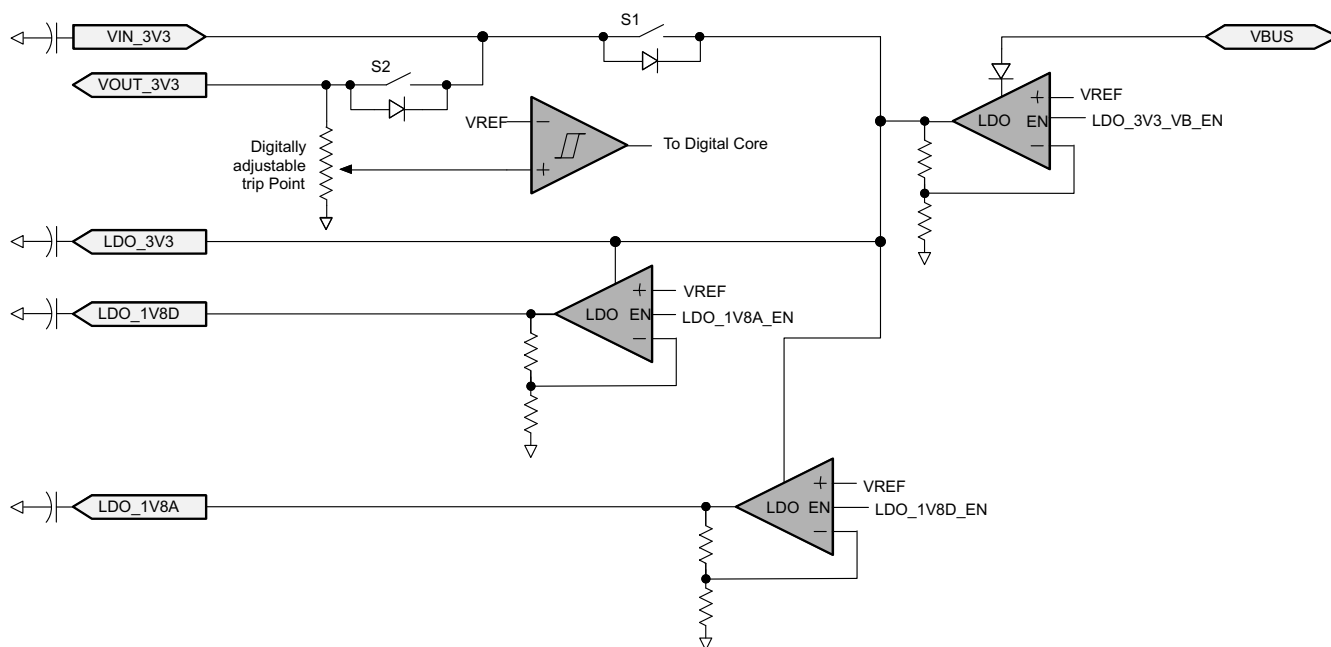 S1
VIN_3V3
VBUS
S2
VOUT_3V3
VREF
+
VREF
LDO
EN
LDO_3V3_VB_EN
−
VREF
−
To Digital Core
+
Digitally
adjustable
trip Point
LDO_3V3
+
VREF
LDO_1V8D
LDO
EN
LDO_1V8A_EN
−
+
VREF
LDO_1V8A
LDO
EN
LDO_1V8D_EN
−